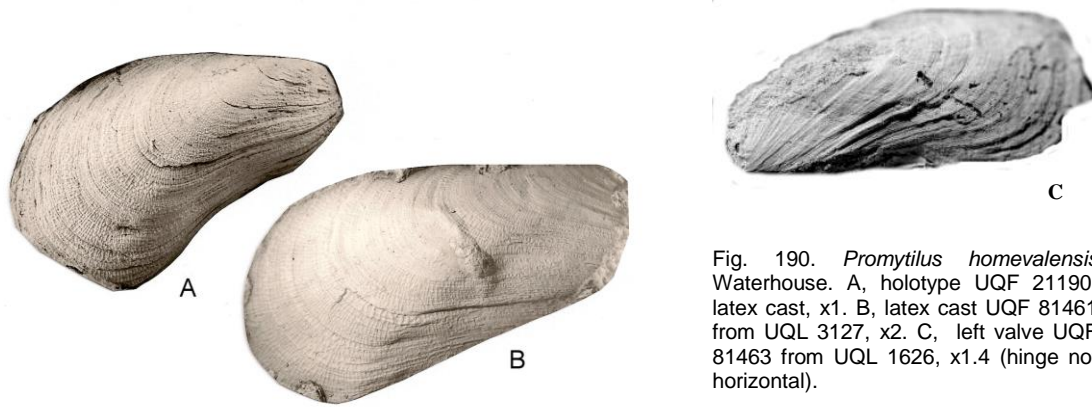 A
B
C
Fig. 190. Promytilus homevalensis
Waterhouse. A, holotype UQF 21190
latex cast, x1. B, latex cast UQF 81461
from UQL 3127, x2. C, left valve UQF
81463 from UQL 1626, x1.4 (hinge no
horizontal).